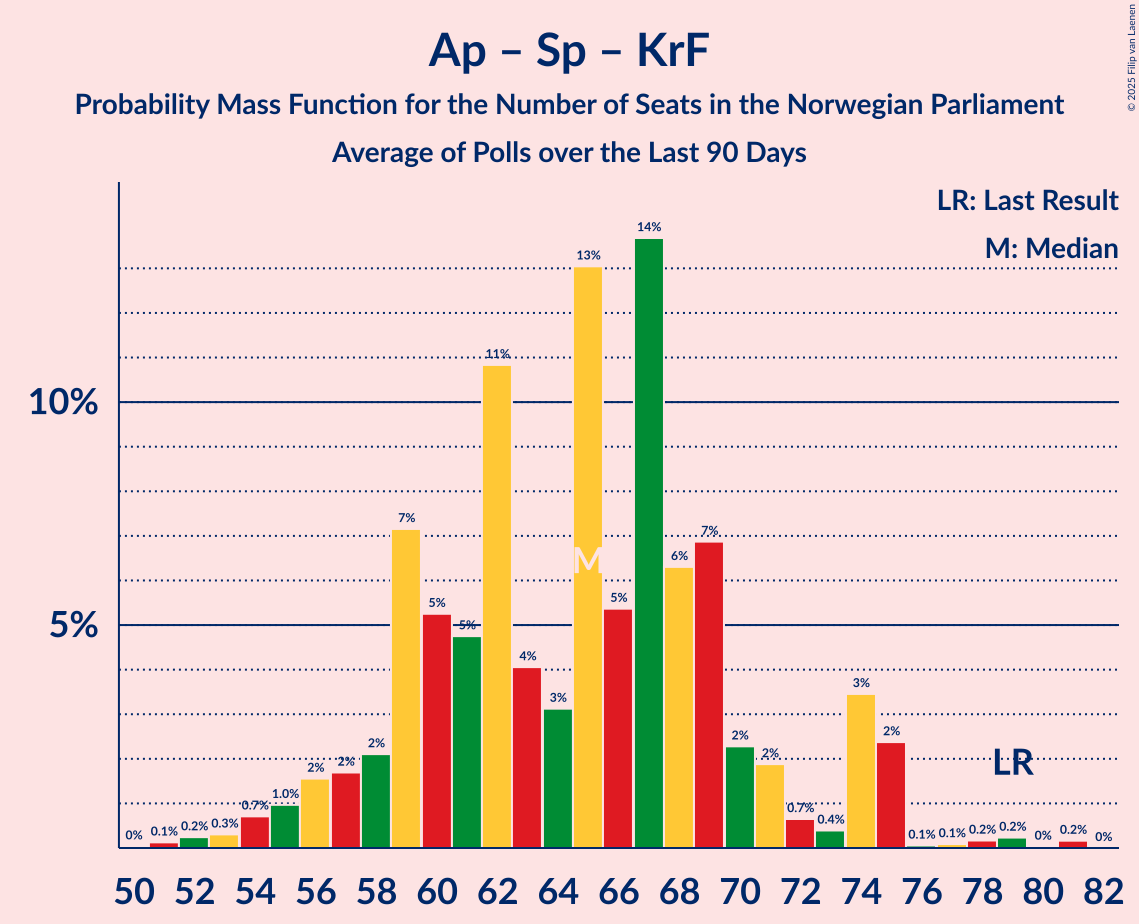 © 2025 Filip van Laenen
Ap – Sp – KrF
Probability Mass Function for the Number of Seats in the Norwegian Parliament
Average of Polls over the Last 90 Days
LR: Last Result
M: Median
10%
5%
0% 0.1% 0.2% 0.3% 0.7% 1.0% 2% 2% 2% 7% 5% 5% 11% 4% 3% 13% 5% 14% 6% 7% 2% 2% 0.7% 0.4% 3% 2% 0.1% 0.1% 0.2% 0.2% 0% 0.2% 0%
M
LR
50 52 54 56 58 60 62 64 66 68 70 72 74 76 78 80 82